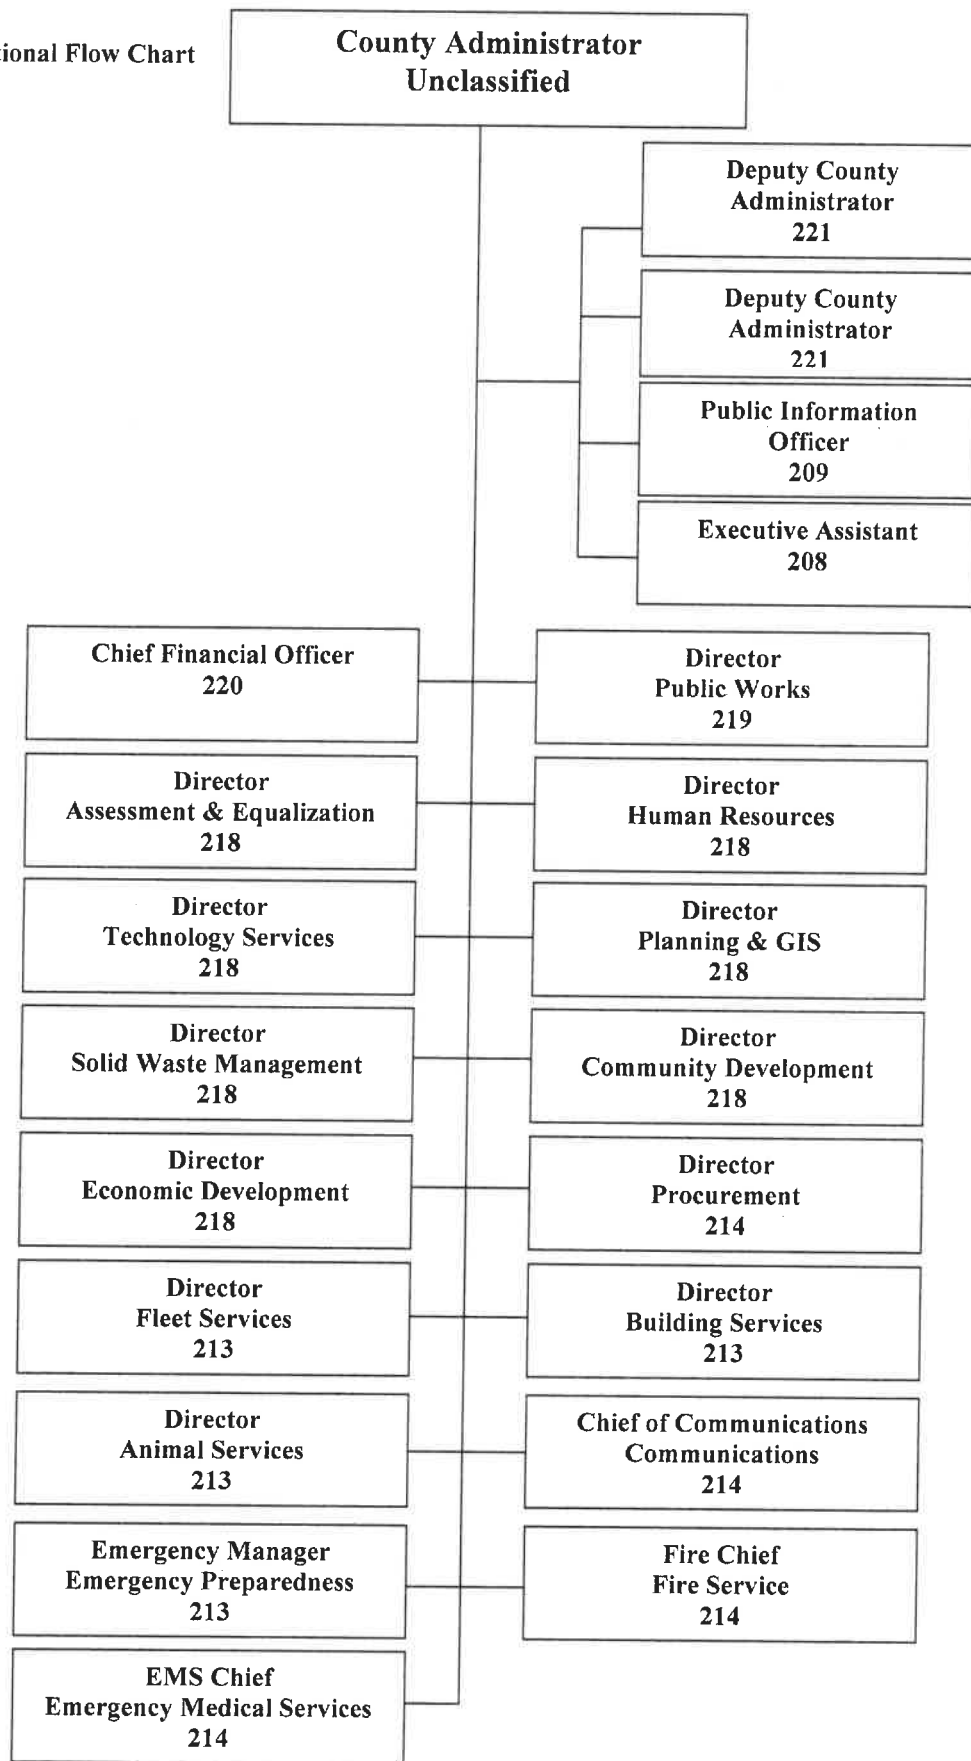 tional Flow Chart
County Administrator
Unclassified
Deputy County
Administrator
221
Deputy County
Administrator
221
Public Information
Officer
209
Executive Assistant
208
Chief Financial Officer
220
Director
Public Works
219
Director
Assessment & Equalization
218
Director
Human Resources
218
Director
Technology Services
218
Director
Planning & GIS
218
Director
Solid Waste Management
218
Director
Community Development
218
Director
Economic Development
218
Director
Procurement
214
Director
Fleet Services
213
Director
Building Services
213
Director
Animal Services
213
Chief of Communications
Communications
214
Emergency Manager
Emergency Preparedness
213
Fire Chief
Fire Service
214
EMS Chief
Emergency Medical Services
214